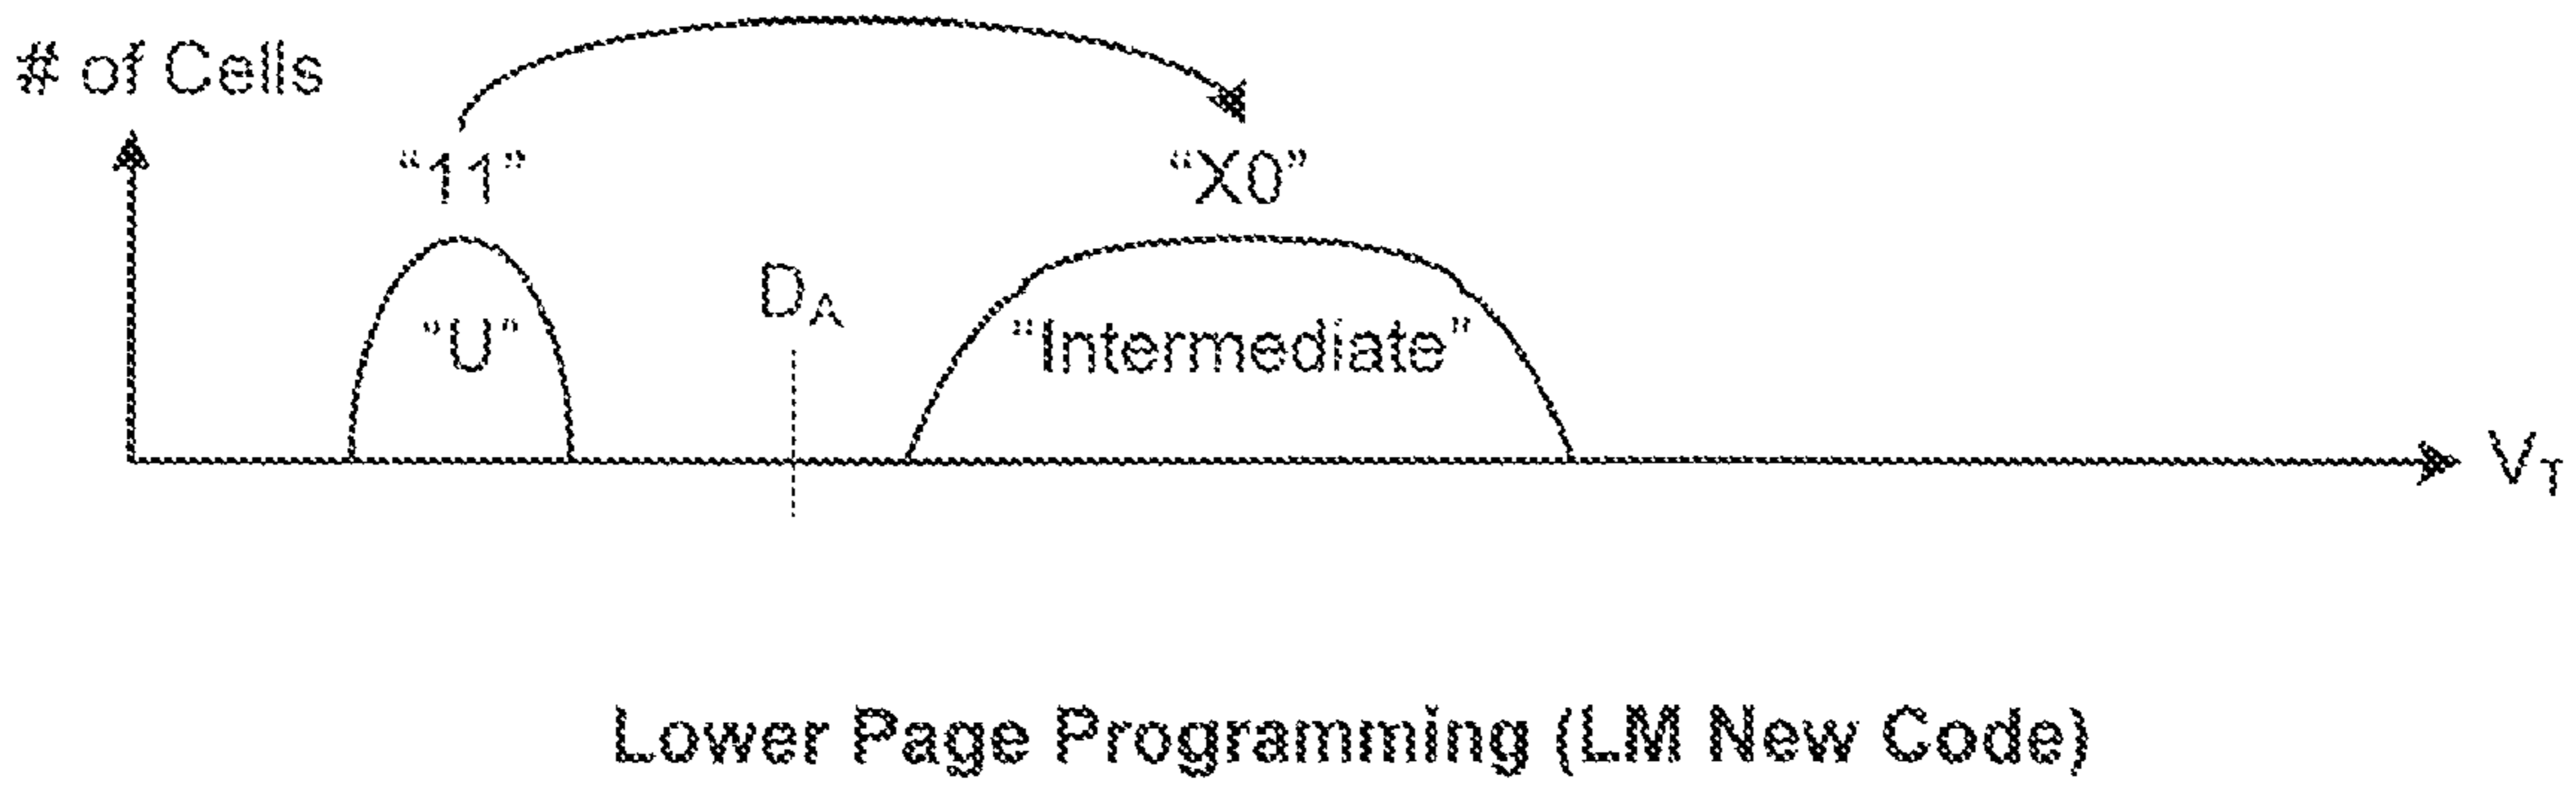 # of Cells
“11”
“X0”
D_A
“U”
“Intermediate”
V_T
Lower Page Programming (LM New Code)